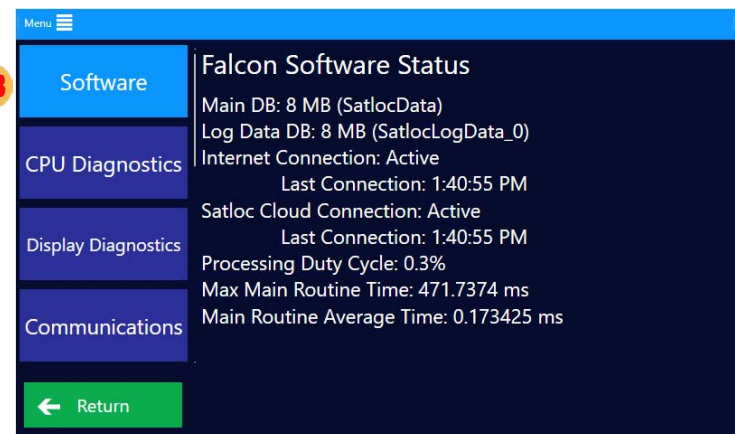 Menu
Software
CPU Diagnostics
Display Diagnostics
Communications
Return
Falcon Software Status
Main DB: 8 MB (SatlocData)
Log Data DB: 8 MB (SatlocLogData_0)
Internet Connection: Active
Last Connection: 1:40:55 PM
Satloc Cloud Connection: Active
Last Connection: 1:40:55 PM
Processing Duty Cycle: 0.3%
Max Main Routine Time: 471.7374 ms
Main Routine Average Time: 0.173425 ms